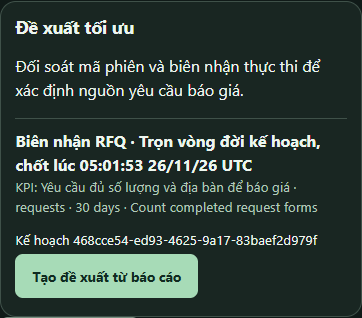 Đề xuất tối ưu
Đối soát mã phiên và biên nhận thực thi để
xác định nguồn yêu cầu báo giá.
Biên nhận RFQ · Trọn vòng đời kế hoạch,
chốt lúc 05:01:53 26/11/26 UTC
KPI: Yêu cầu đủ số lượng và địa bàn để báo giá ·
requests · 30 days · Count completed request forms
Kế hoạch 468cce54-ed93-4625-9a17-83baef2d979f
Tạo đề xuất từ báo cáo